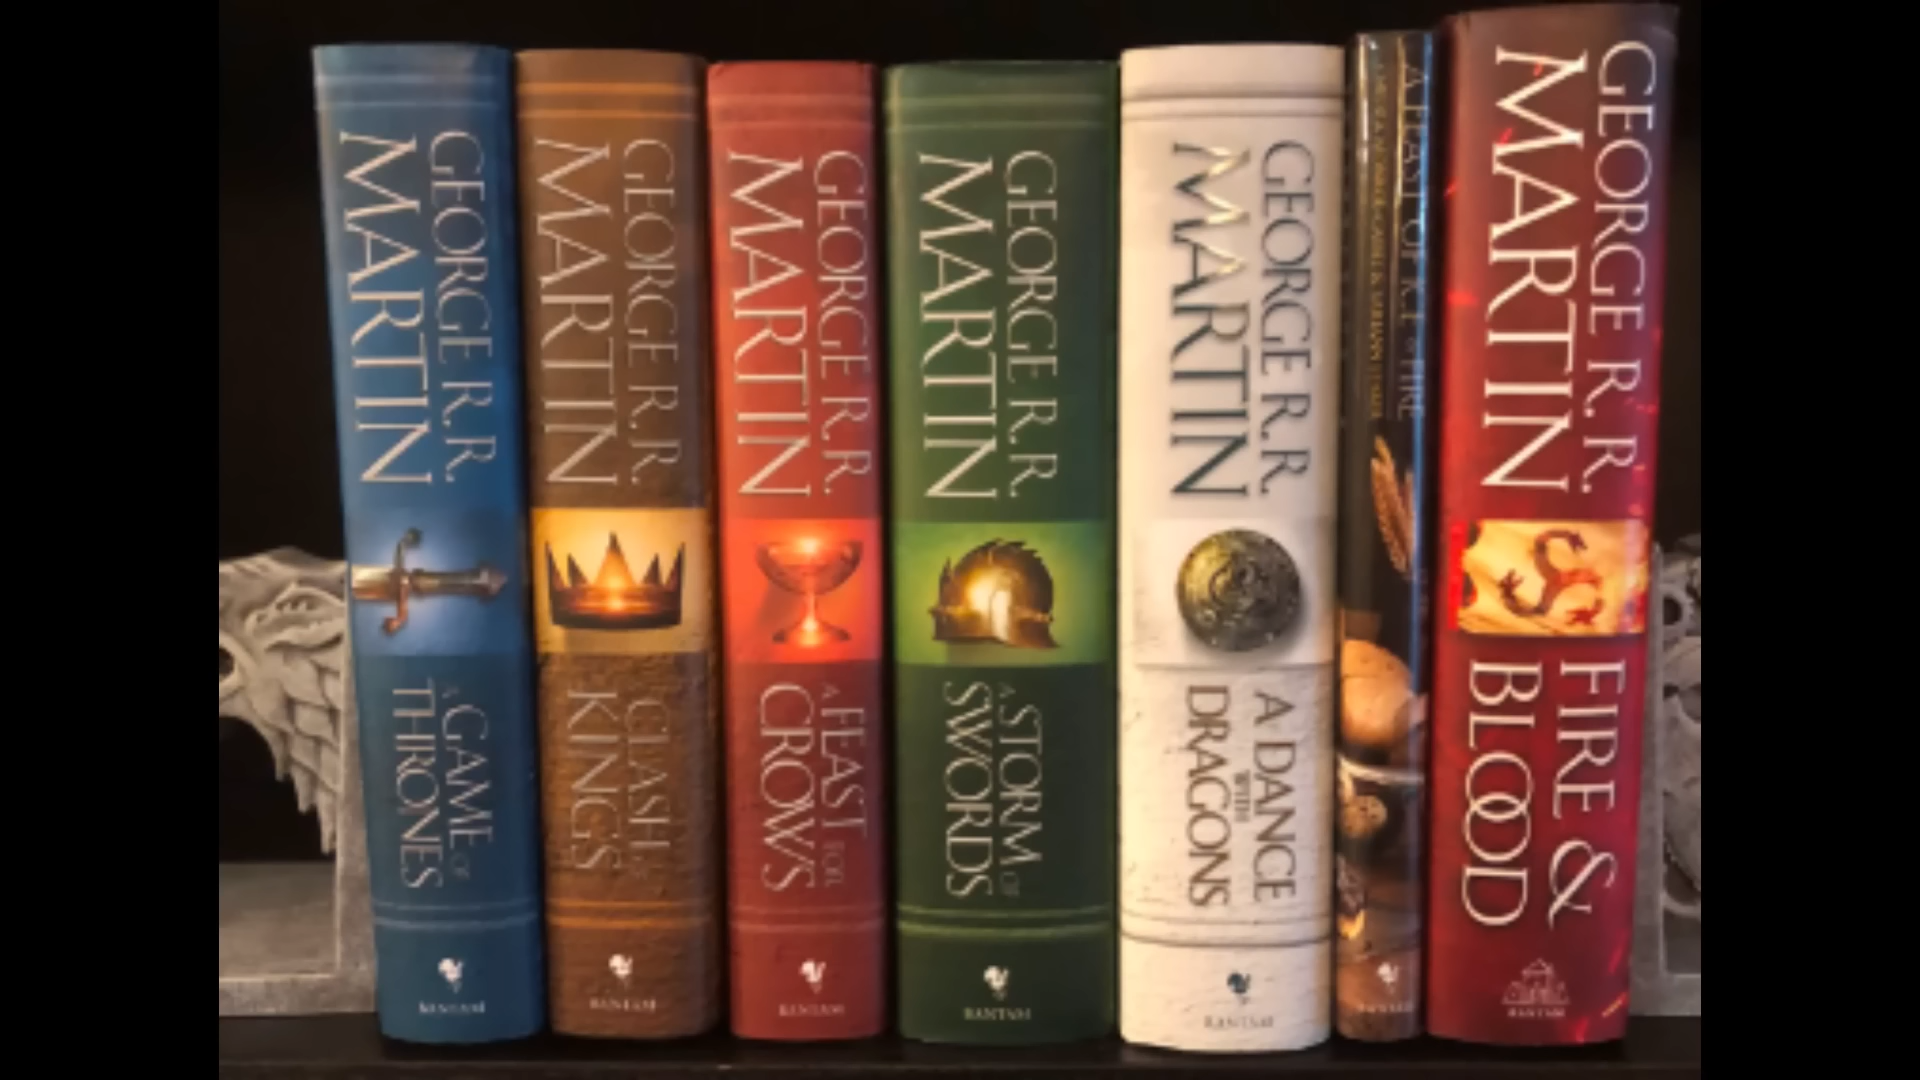 GEORGE R. R.
MARTIN
A GAME OF
THRONES
BANTAM
GEORGE R. R.
MARTIN
A CLASH OF
KINGS
BANTAM
GEORGE R. R.
MARTIN
A FEAST FOR
CROWS
BANTAM
GEORGE R. R.
MARTIN
A STORM OF
SWORDS
BANTAM
GEORGE R. R.
MARTIN
A DANCE
WITH
DRAGONS
BANTAM
A FEAST OF ICE & FIRE
BANTAM
GEORGE R. R.
MARTIN
FIRE &
BLOOD
BANTAM